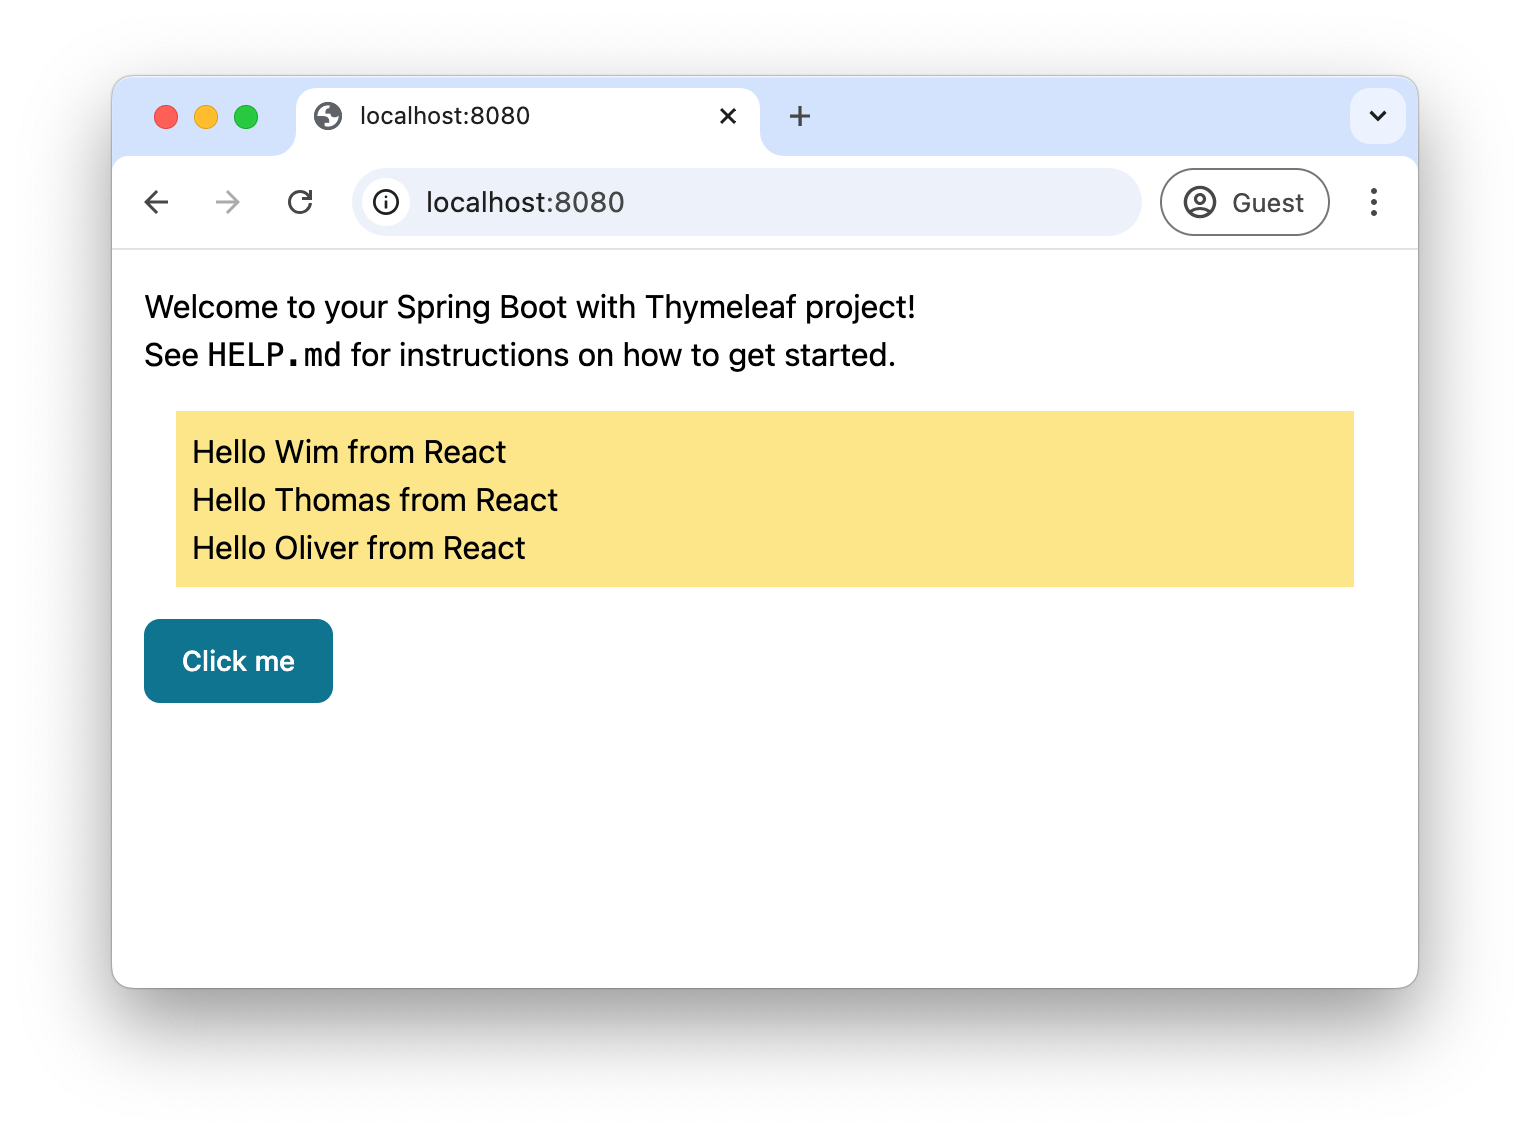 localhost:8080
localhost:8080
Guest
Welcome to your Spring Boot with Thymeleaf project!
See HELP.md for instructions on how to get started.
Hello Wim from React
Hello Thomas from React
Hello Oliver from React
Click me